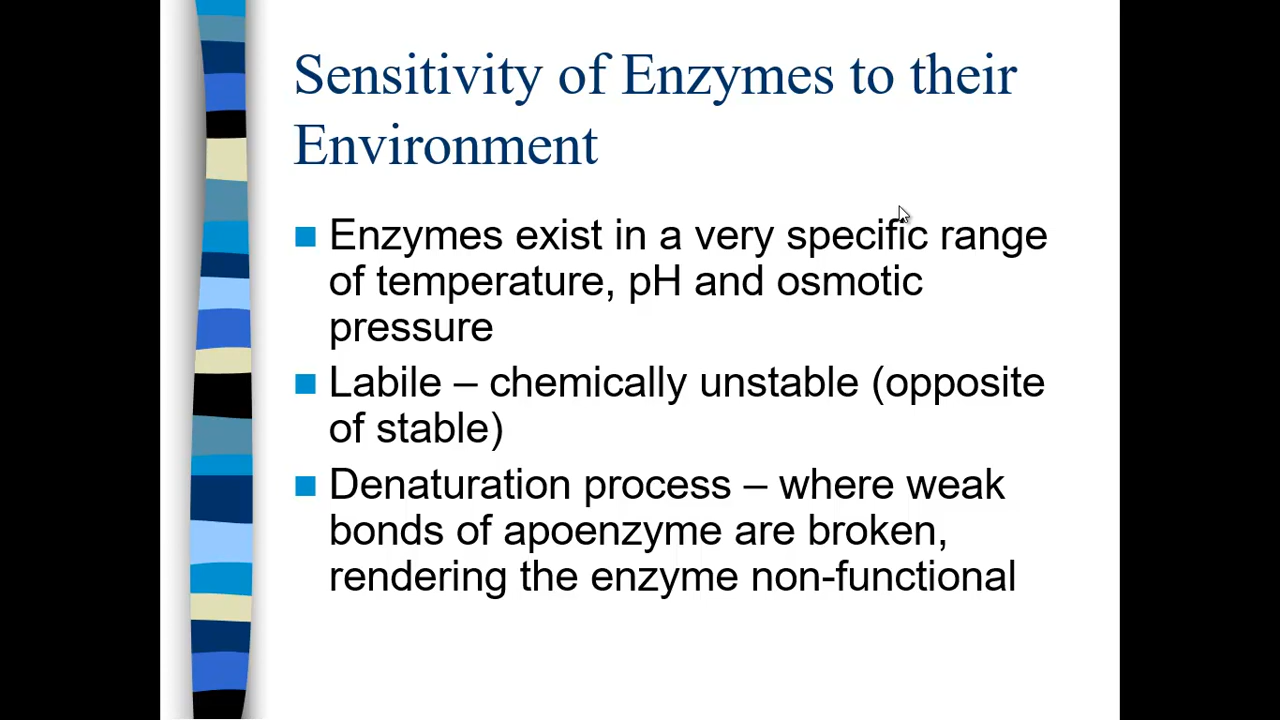 Sensitivity of Enzymes to their
Environment
Enzymes exist in a very specific range
of temperature, pH and osmotic
pressure
Labile – chemically unstable (opposite
of stable)
Denaturation process – where weak
bonds of apoenzyme are broken,
rendering the enzyme non-functional